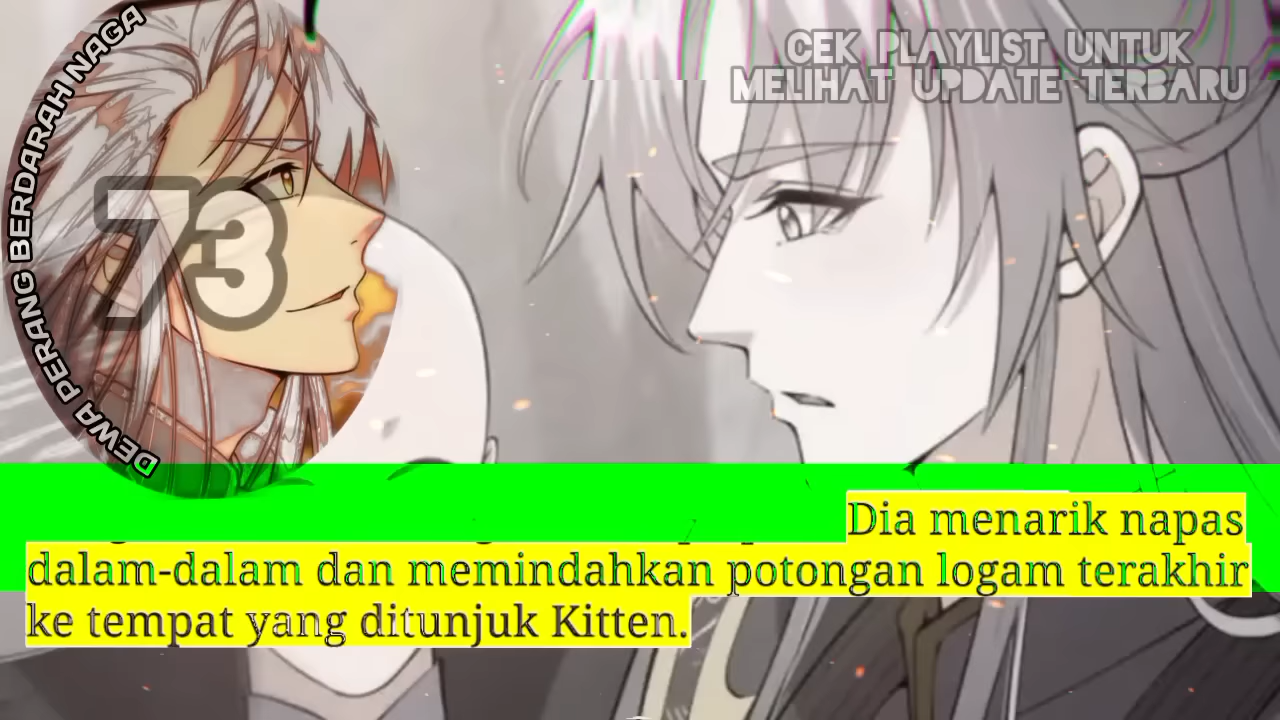 CEK PLAYLIST UNTUK
MELIHAT UPDATE TERBARU
DEWA PERANG BERDARAH NAGA
73
Dia menarik napas
dalam-dalam dan memindahkan potongan logam terakhir
ke tempat yang ditunjuk Kitten.